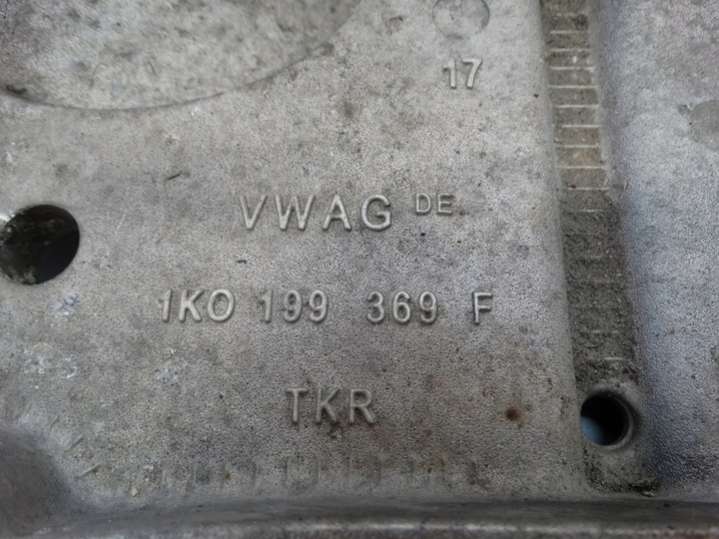 17
VWAG DE
1K0 199 369 F
TKR